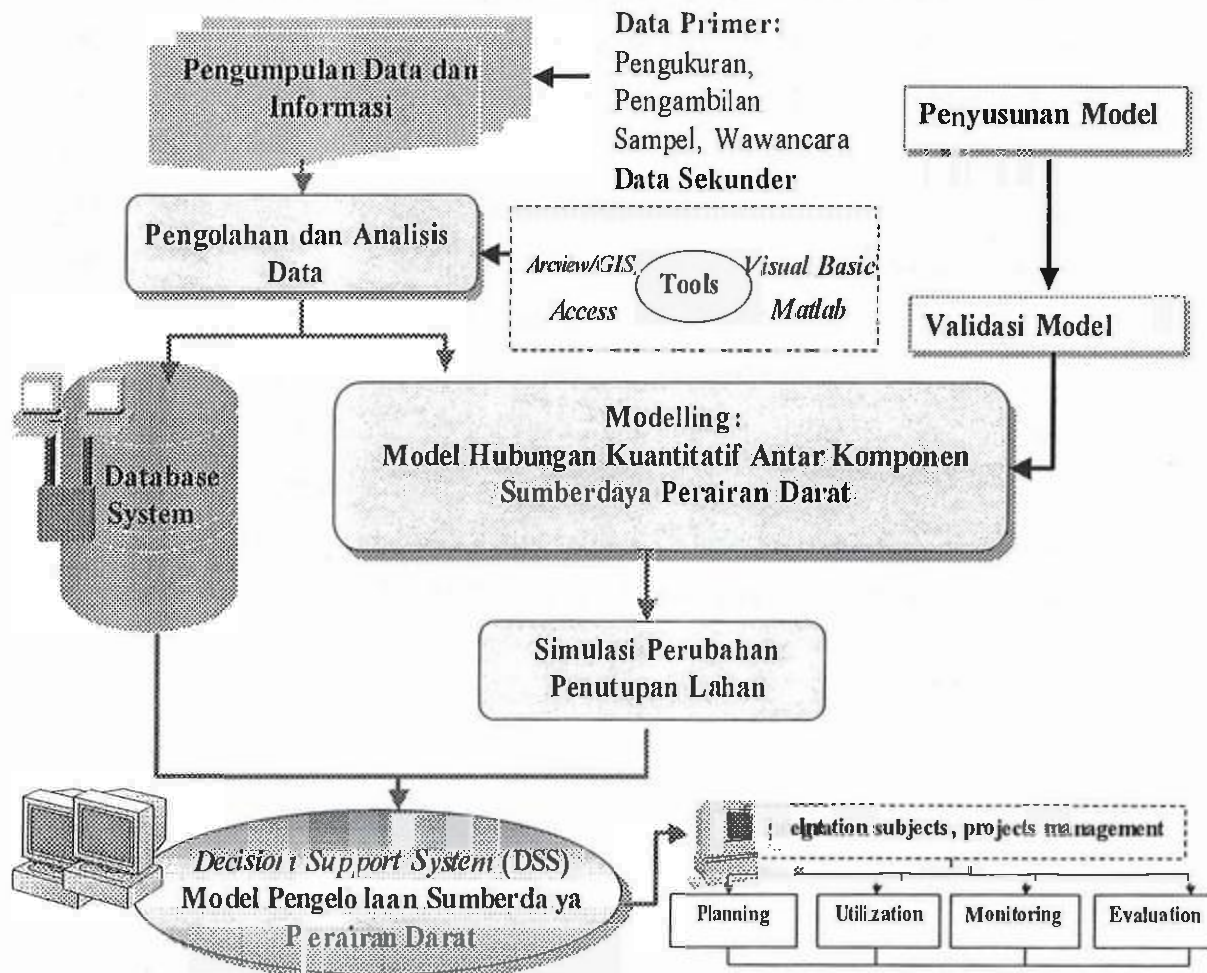 Data Primer:
Pengukuran,
Pengambilan
Sampel, Wawancara
Data Sekunder
Pengumpulan Data dan
Informasi
Penyusunan Model
Pengolahan dan Analisis
Data
Arcview/GIS, Visual Basic
Tools
Access Matlab
Validasi Model
Modelling:
Model Hubungan Kuantitatif Antar Komponen
Sumberdaya Perairan Darat
Database
System
Simulasi Perubahan
Penutupan Lahan
Decision Support System (DSS)
Model Pengelolaan Sumberdaya
Perairan Darat
subjects, projects management
Planning
Utilization
Monitoring
Evaluation